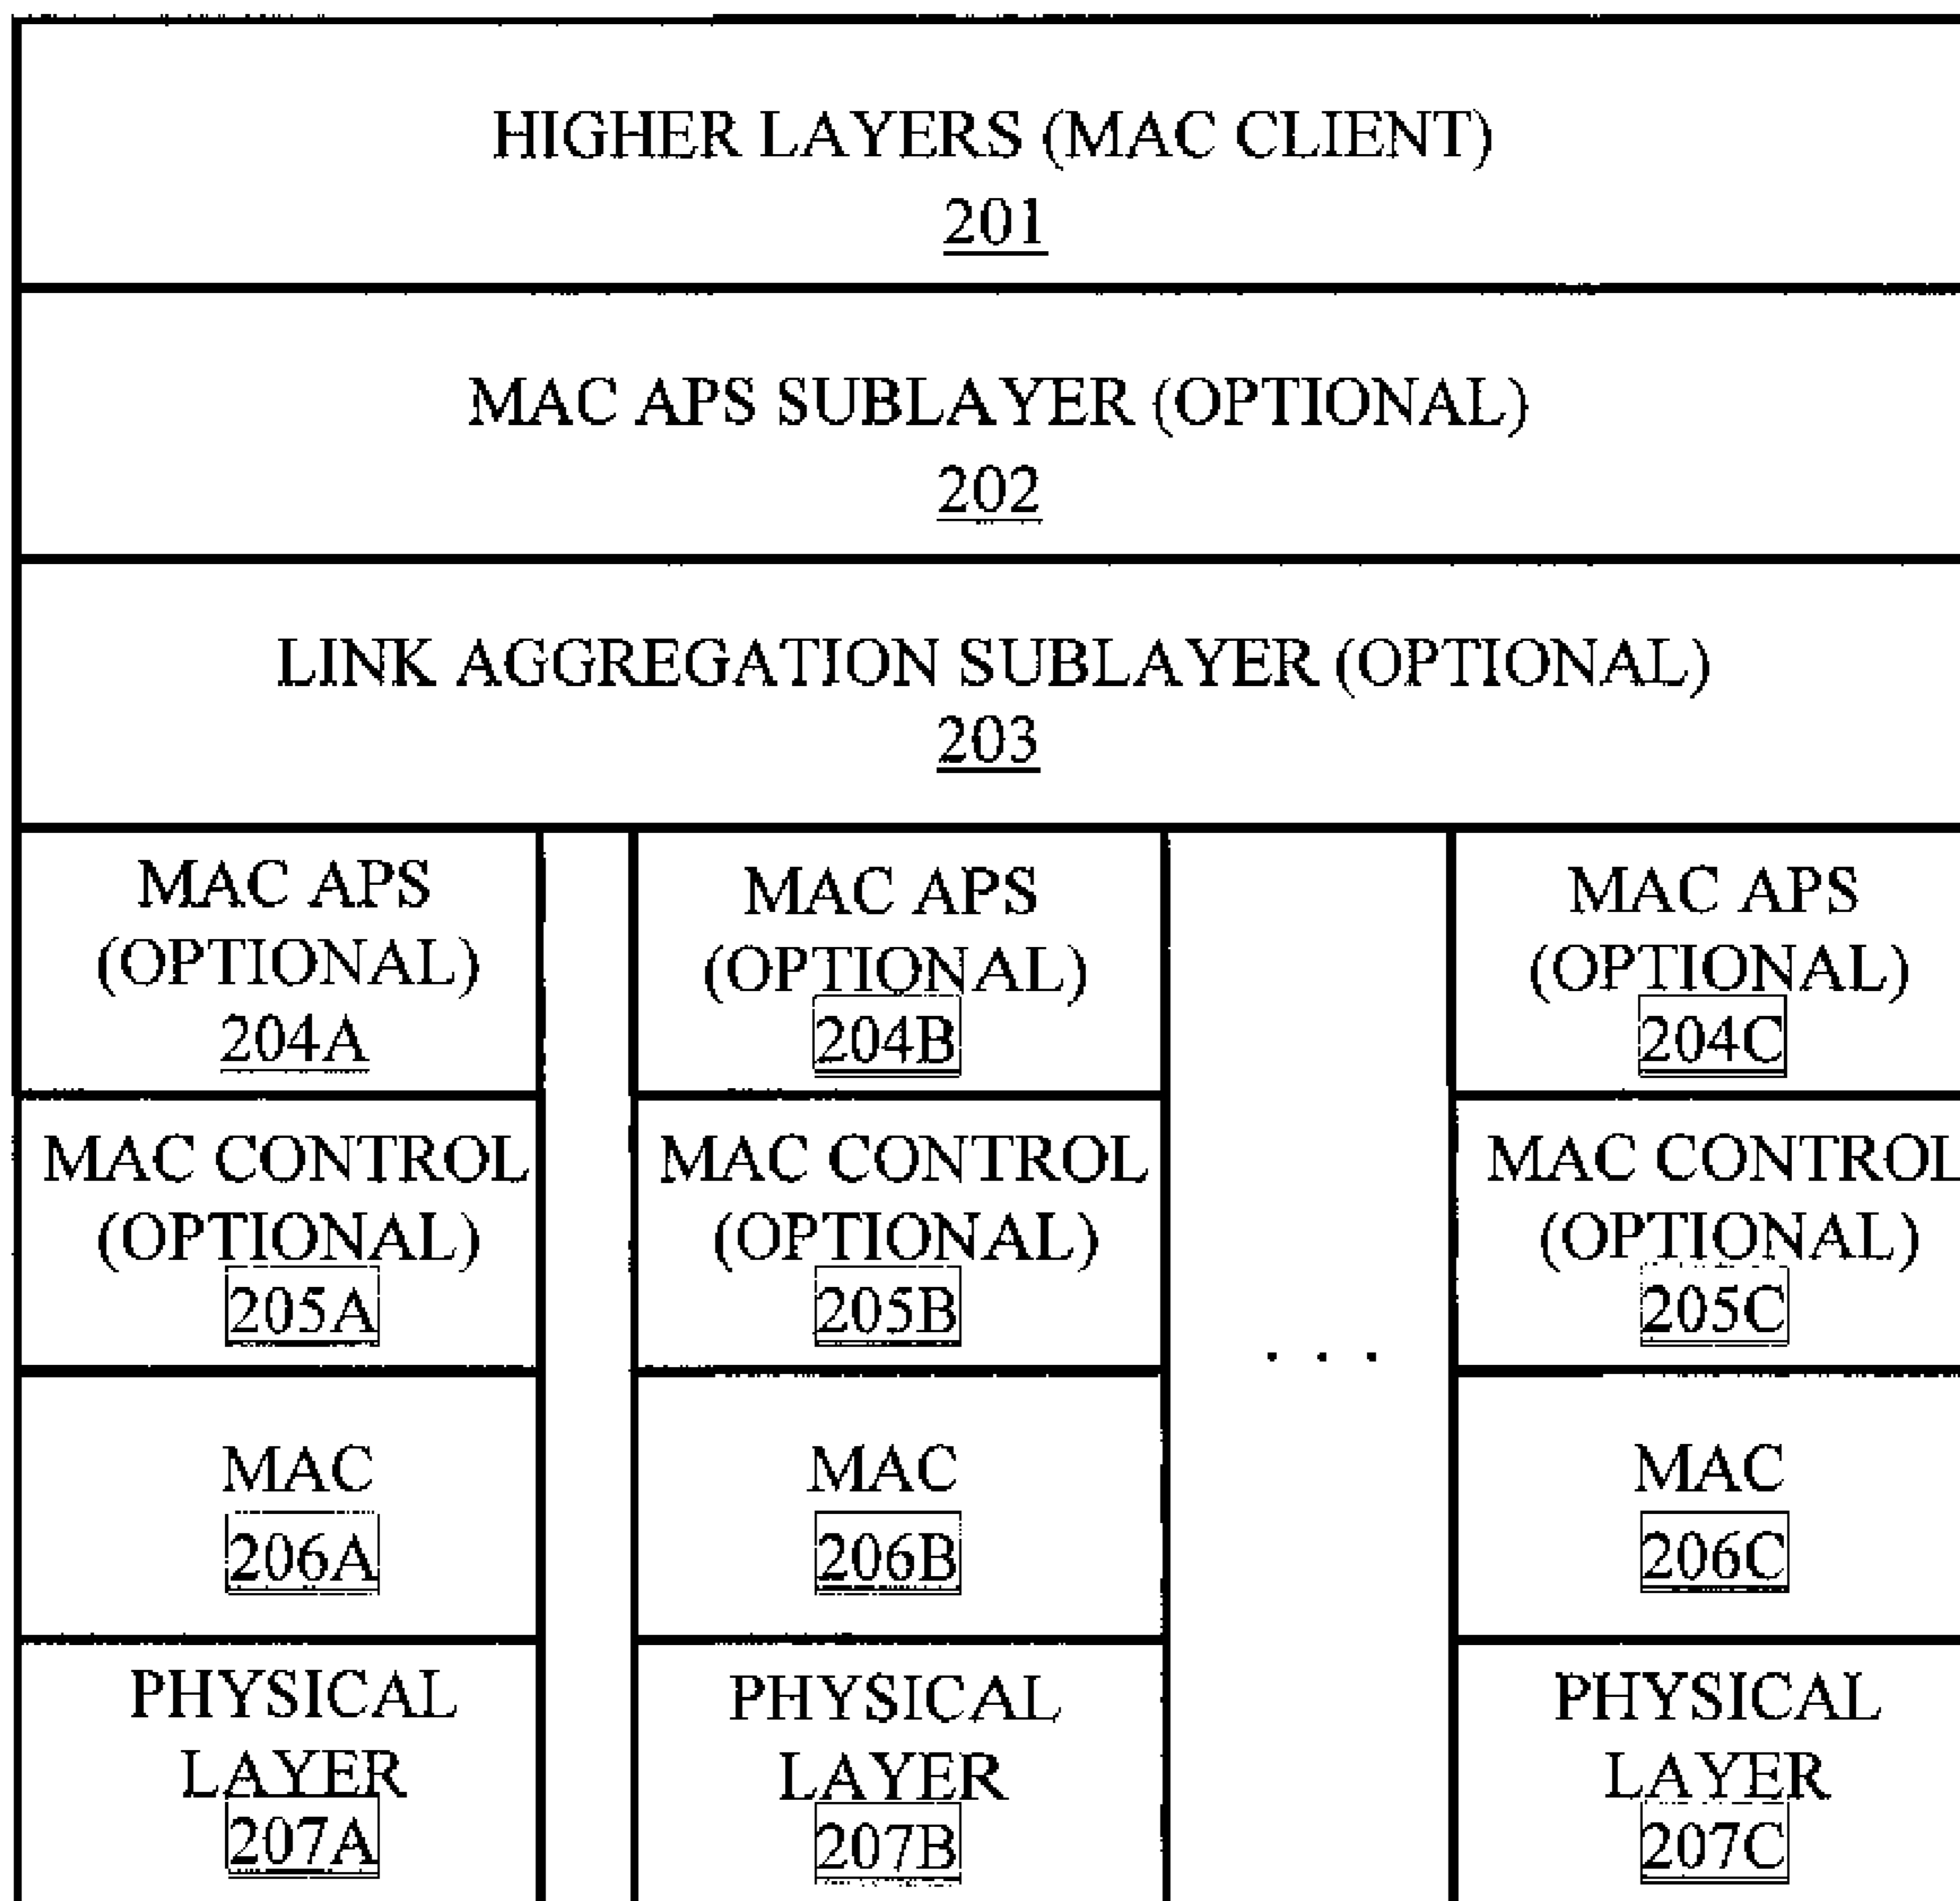 HIGHER LAYERS (MAC CLIENT)
201
MAC APS SUBLAYER (OPTIONAL)
202
LINK AGGREGATION SUBLAYER (OPTIONAL)
203
MAC APS
(OPTIONAL)
204A
MAC APS
(OPTIONAL)
204B
MAC APS
(OPTIONAL)
204C
MAC CONTROL
(OPTIONAL)
205A
MAC CONTROL
(OPTIONAL)
205B
. . .
MAC CONTROL
(OPTIONAL)
205C
MAC
206A
MAC
206B
MAC
206C
PHYSICAL
LAYER
207A
PHYSICAL
LAYER
207B
PHYSICAL
LAYER
207C